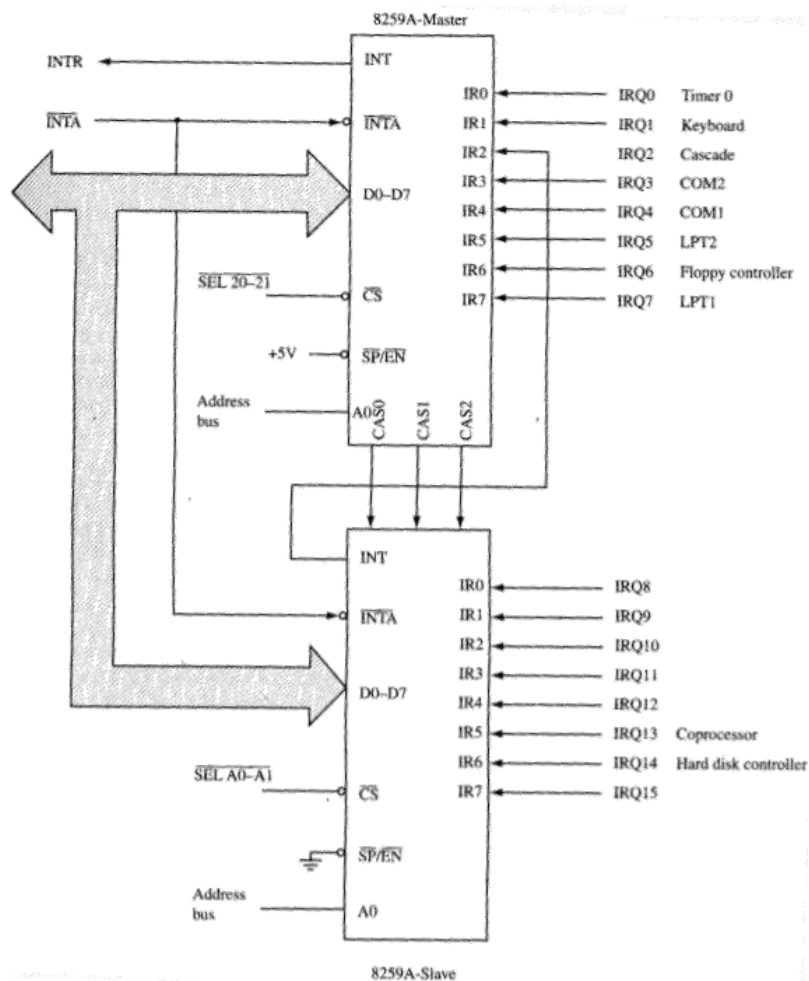 8259A-Master
INTR
INT
IR0
IRQ0 Timer 0
INTA
INTA
IR1
IRQ1 Keyboard
IR2
IRQ2 Cascade
D0–D7
IR3
IRQ3 COM2
IR4
IRQ4 COM1
IR5
IRQ5 LPT2
IR6
IRQ6 Floppy controller
SEL 20–21
CS
IR7
IRQ7 LPT1
+5V
SP/EN
Address
bus
A0
CAS0
CAS1
CAS2
INT
IR0
IRQ8
INTA
IR1
IRQ9
IR2
IRQ10
IR3
IRQ11
D0–D7
IR4
IRQ12
IR5
IRQ13 Coprocessor
IR6
IRQ14 Hard disk controller
SEL A0–A1
CS
IR7
IRQ15
SP/EN
Address
bus
A0
8259A-Slave